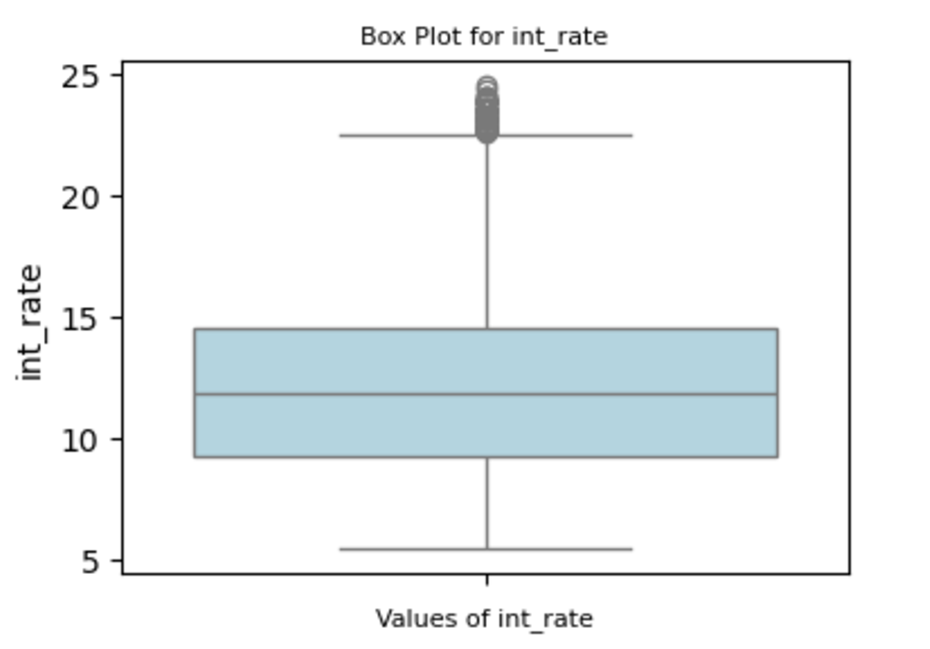 Box Plot for int_rate
25
20
15
10
5
int_rate
Values of int_rate